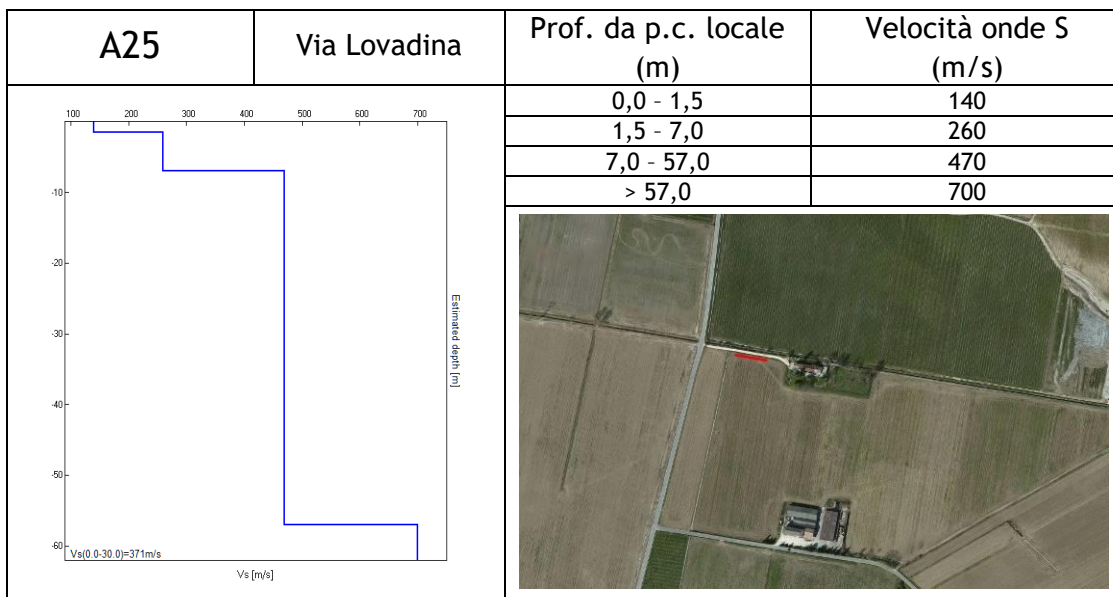 A25
Via Lovadina
Prof. da p.c. locale
(m)
Velocità onde S
(m/s)
0,0 - 1,5
140
1,5 - 7,0
260
7,0 - 57,0
470
> 57,0
700
100
200
300
400
500
600
700
-10
-20
-30
-40
-50
-60
Estimated depth [m]
Vs(0.0-30.0)=371m/s
Vs [m/s]